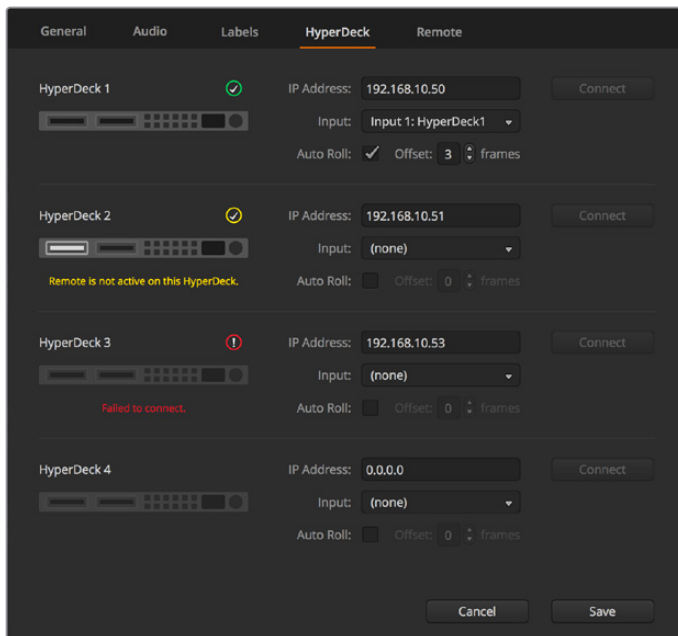 General Audio Labels HyperDeck Remote
HyperDeck 1 IP Address: 192.168.10.50 Connect
Input: Input 1: HyperDeck1
Auto Roll: Offset: 3 frames
HyperDeck 2 IP Address: 192.168.10.51 Connect
Input: (none)
Remote is not active on this HyperDeck. Auto Roll: Offset: 0 frames
HyperDeck 3 IP Address: 192.168.10.53 Connect
Input: (none)
Failed to connect. Auto Roll: Offset: 0 frames
HyperDeck 4 IP Address: 0.0.0.0 Connect
Input: (none)
Auto Roll: Offset: 0 frames
Cancel Save